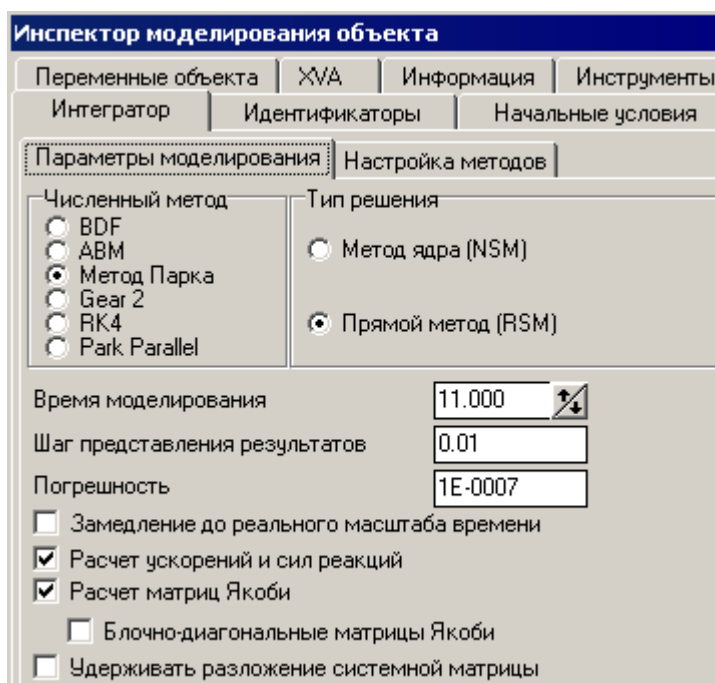 Инспектор моделирования объекта
Переменные объекта XVA Информация Инструменты
Интегратор Идентификаторы Начальные условия
Параметры моделирования Настройка методов
Численный метод
BDF
ABM
Метод Парка
Gear 2
RK4
Park Parallel
Тип решения
Метод ядра (NSM)
Прямой метод (RSM)
Время моделирования 11.000
Шаг представления результатов 0.01
Погрешность 1E-0007
Замедление до реального масштаба времени
Расчет ускорений и сил реакций
Расчет матриц Якоби
Блочно-диагональные матрицы Якоби
Удерживать разложение системной матрицы